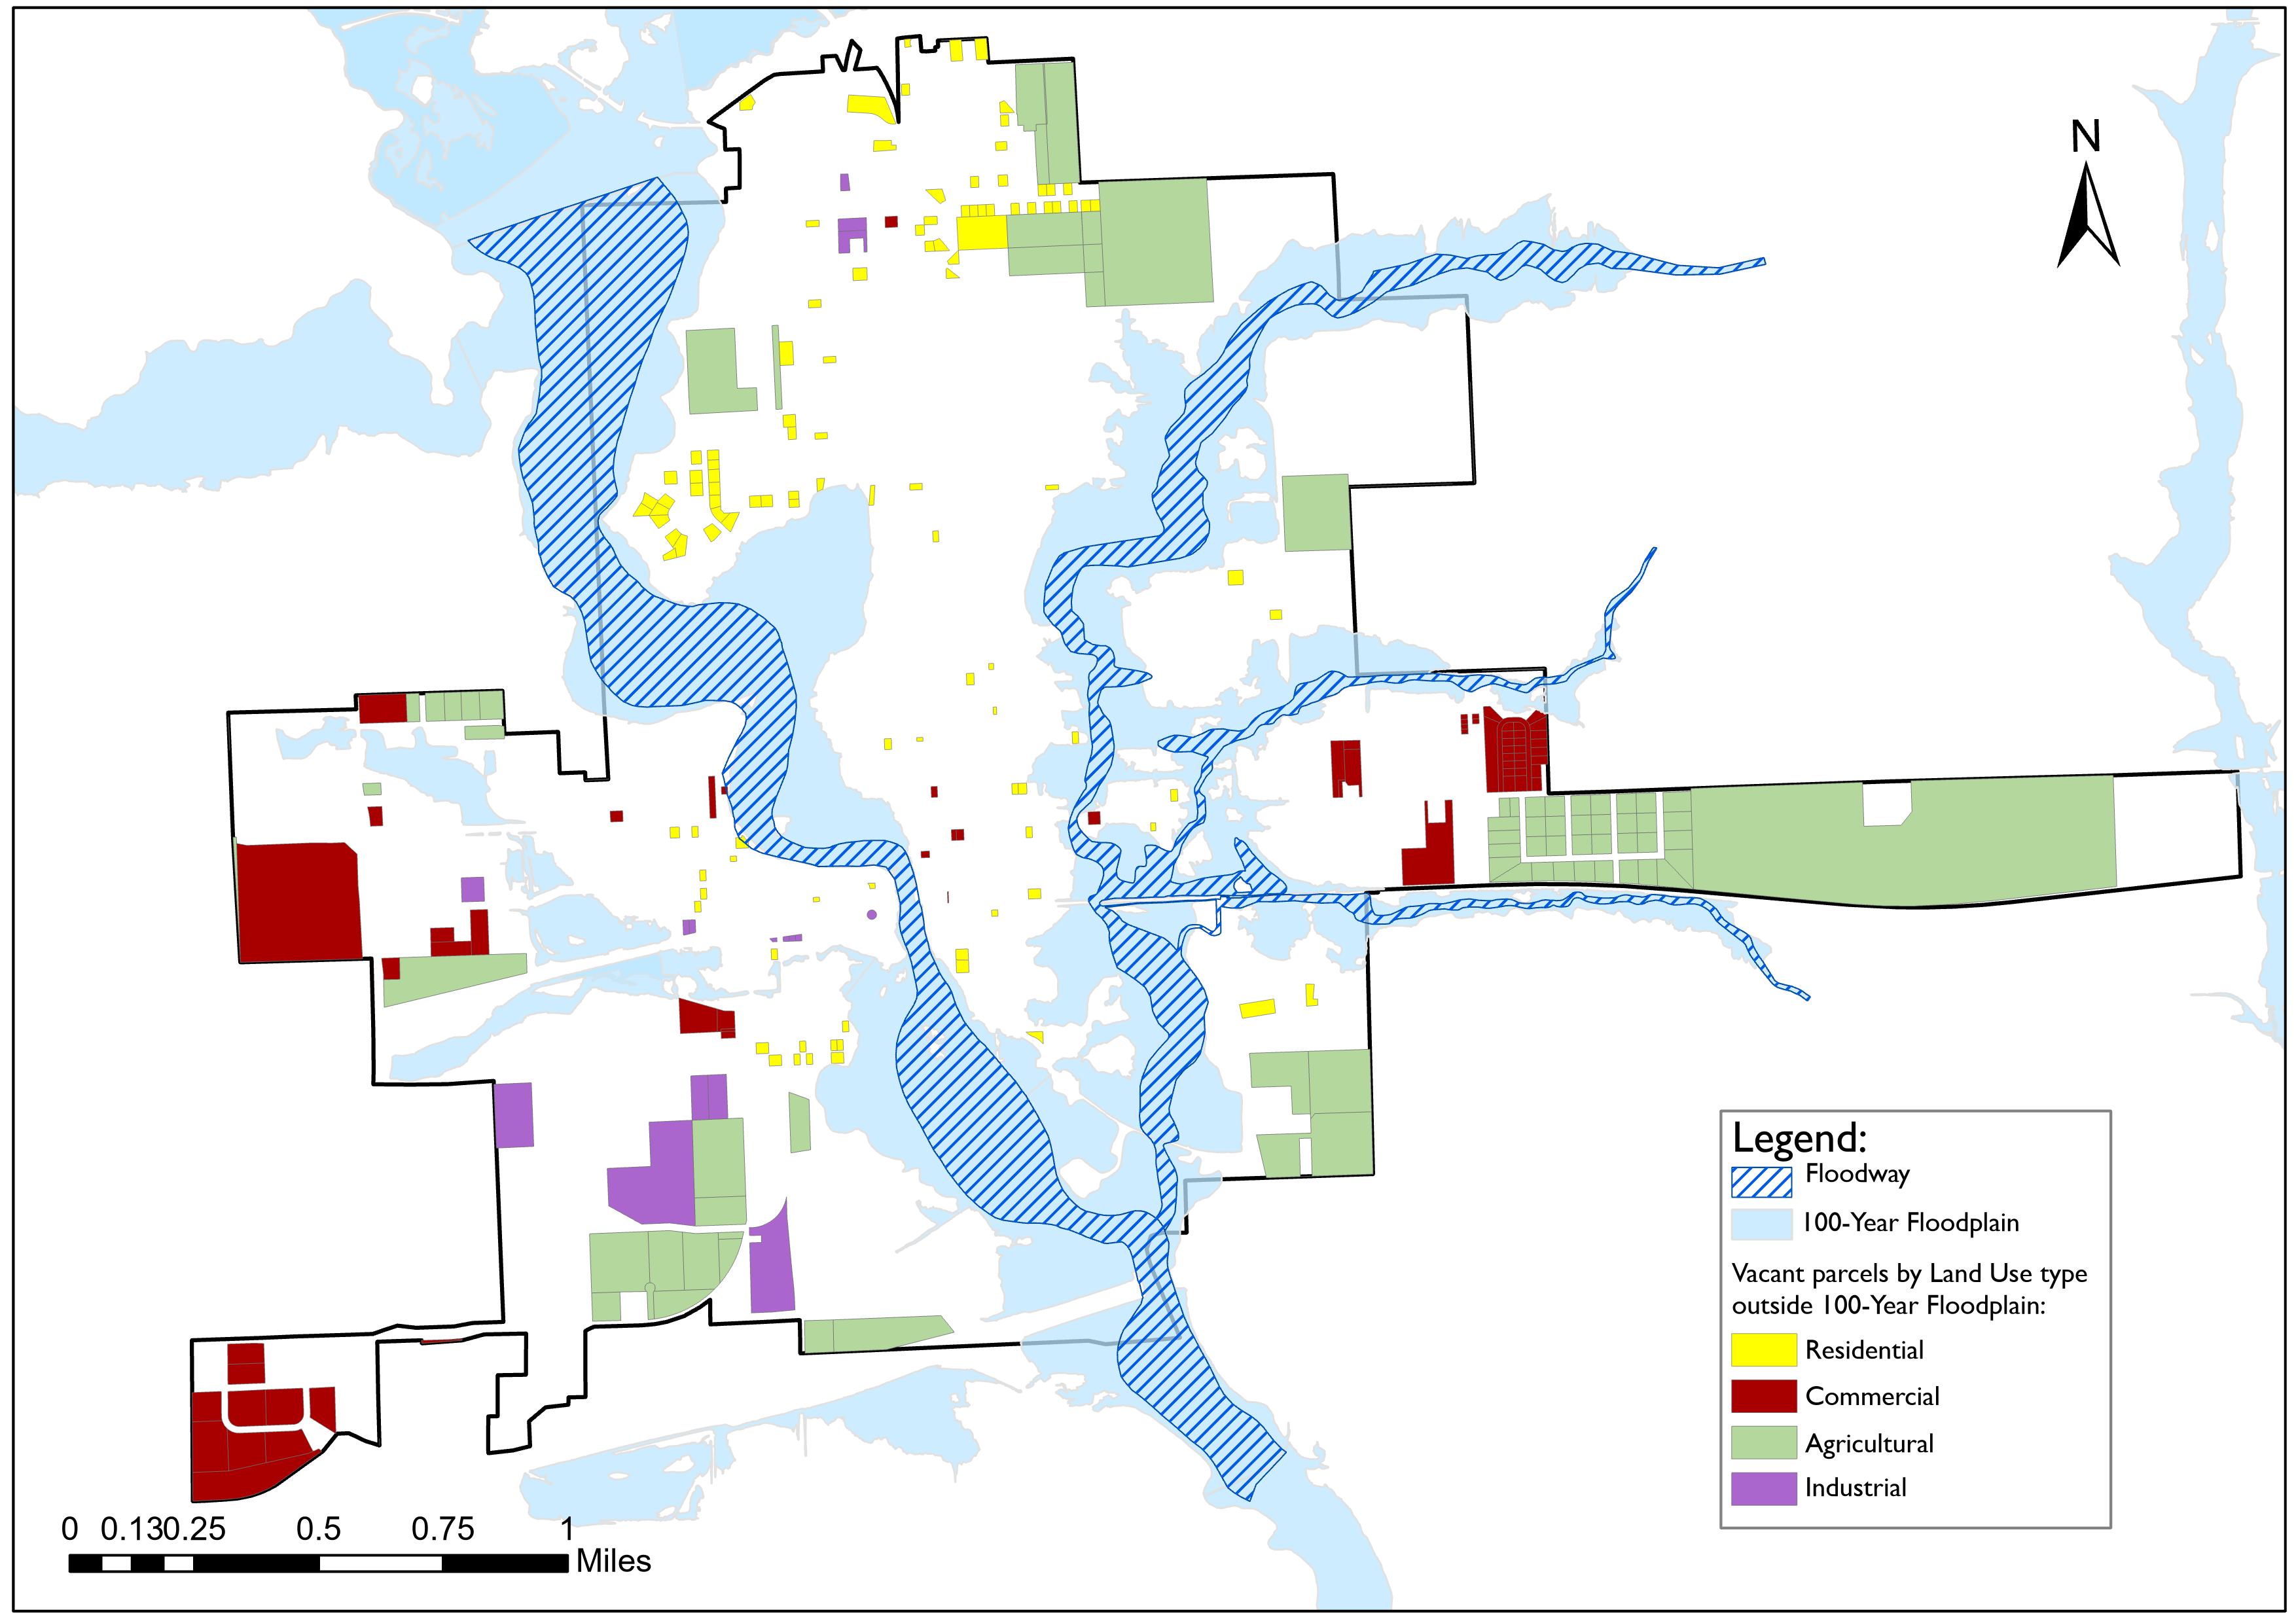 N
Legend:
Floodway
100-Year Floodplain
Vacant parcels by Land Use type
outside 100-Year Floodplain:
Residential
Commercial
Agricultural
Industrial
0 0.130.25 0.5 0.75 1
Miles